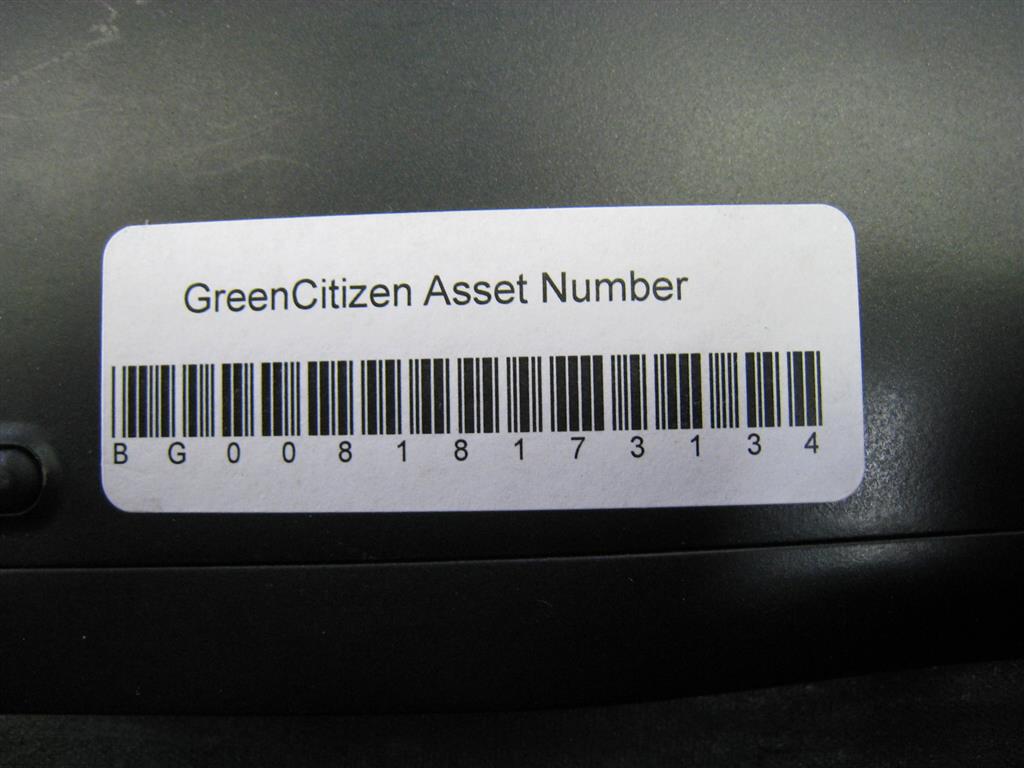 GreenCitizen Asset Number
B G 0 0 8 1 8 1 7 3 1 3 4